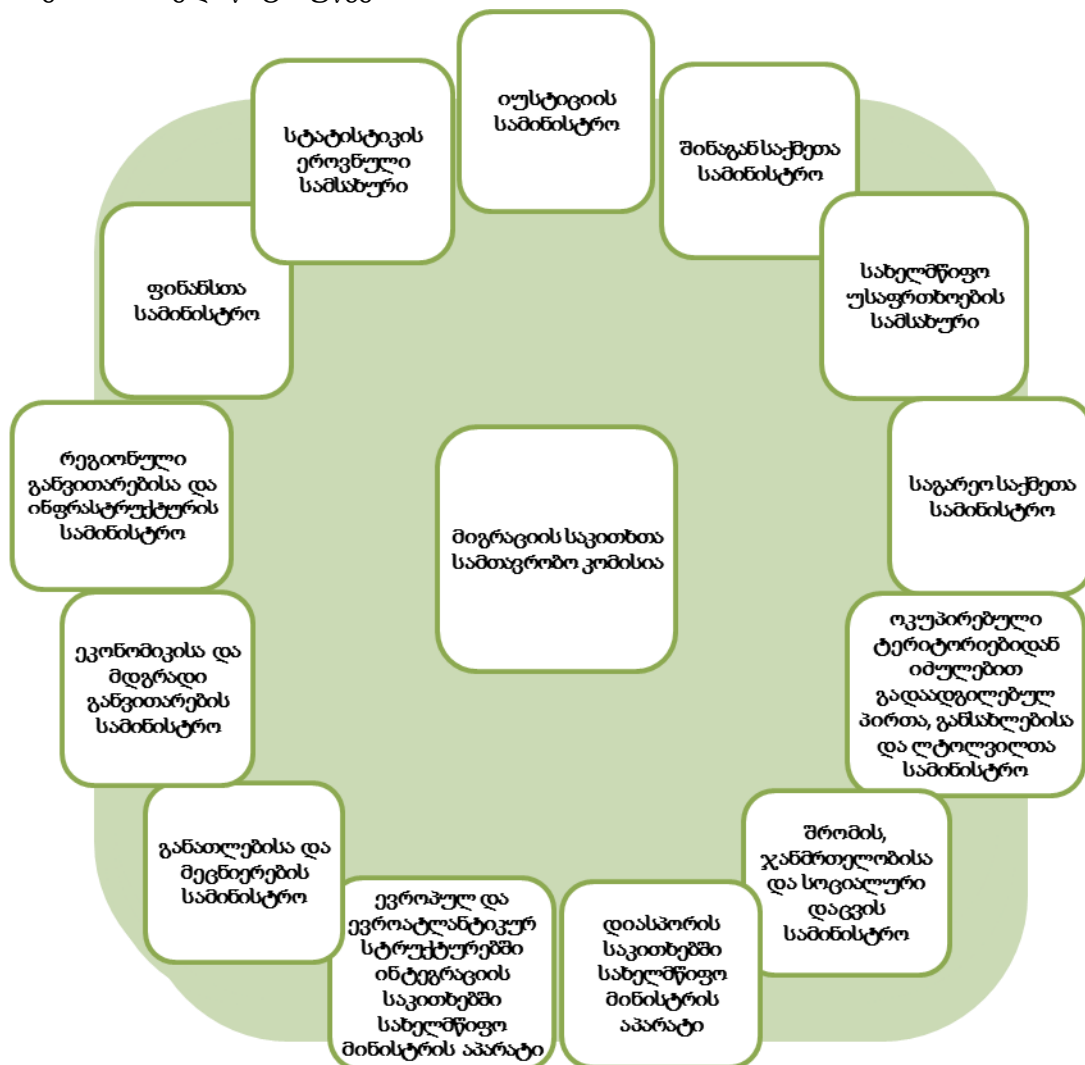 იუსტიციის
სამინისტრო
შინაგან საქმეთა
სამინისტრო
სახელმწიფო
უსაფრთხოების
სამსახური
საგარეო საქმეთა
სამინისტრო
ოკუპირებული
ტერიტორიებიდან
იძულებით
გადაადგილებულ
პირთა, განსახლებისა
და ლტოლვილთა
სამინისტრო
შრომის,
ჯანმრთელობისა
და სოციალური
დაცვის
სამინისტრო
დიასპორის
საკითხებში
სახელმწიფო
მინისტრის
აპარატი
ევროპულ და
ევროატლანტიკურ
სტრუქტურებში
ინტეგრაციის
საკითხებში
სახელმწიფო
მინისტრის აპარატი
განათლებისა და
მეცნიერების
სამინისტრო
ეკონომიკისა და
მდგრადი
განვითარების
სამინისტრო
რეგიონული
განვითარებისა და
ინფრასტრუქტურის
სამინისტრო
ფინანსთა
სამინისტრო
სტატისტიკის
ეროვნული
სამსახური
მიგრაციის საკითხთა
სამთავრობო კომისია